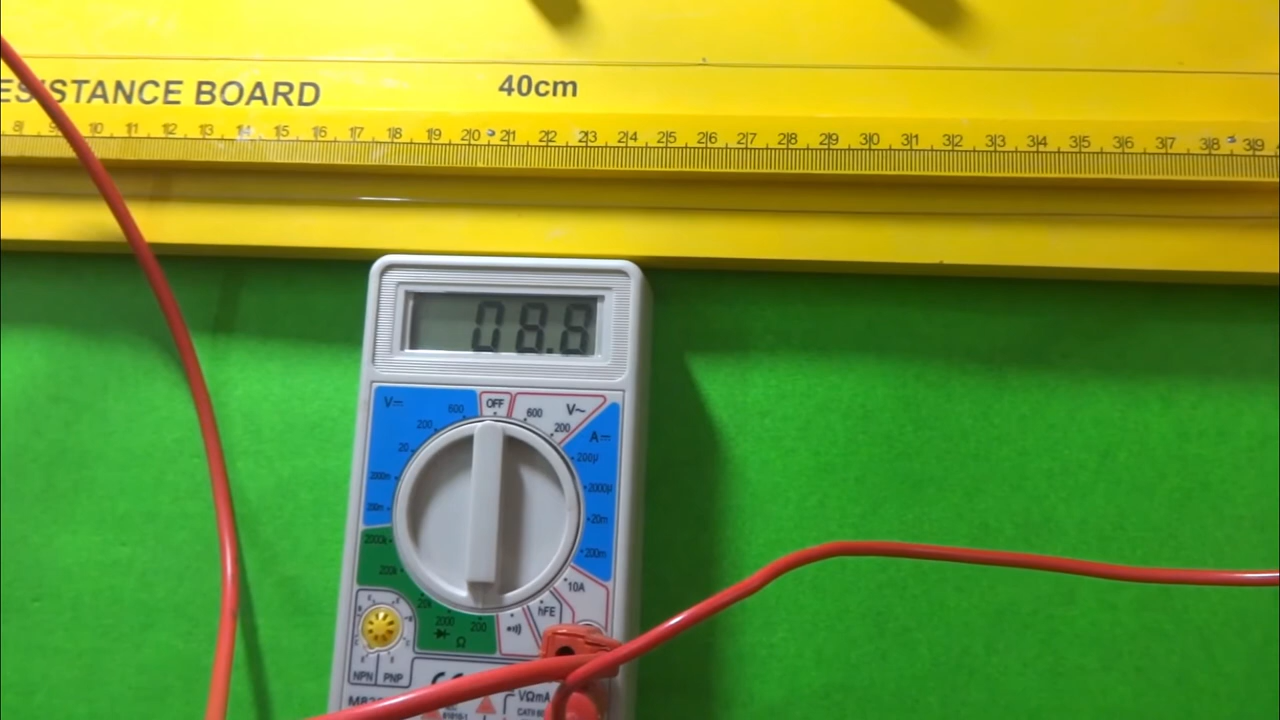 ESISTANCE BOARD 40cm
8 9 10 11 12 13 14 15 16 17 18 19 20 21 22 23 24 25 26 27 28 29 30 31 32 33 34 35 36 37 38 39
08.8
V⎓ 600 OFF 600 V~
200 200 A⎓
20 200µ
2000m 2000µ
200m 20m
2000k 200m
200k 10A
20k 2000 200 hFE
Ω
NPN PNP
VΩmA